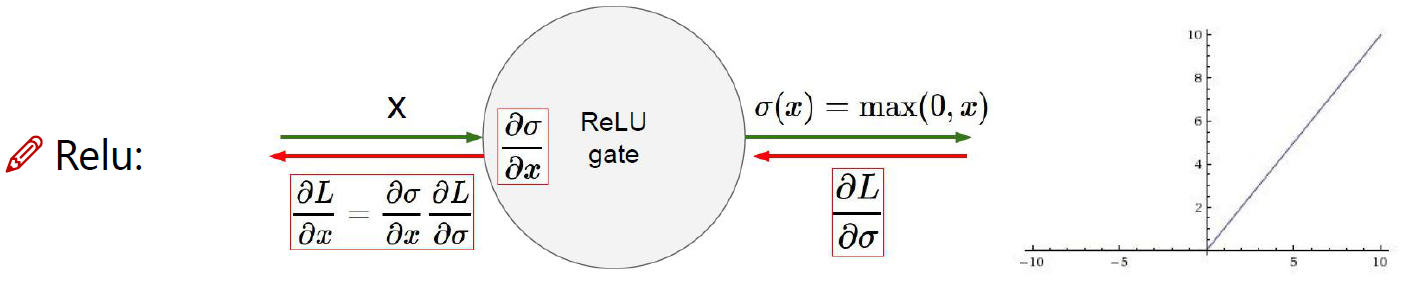 Relu:
x
∂L/∂x = ∂σ/∂x ∂L/∂σ
∂σ/∂x
ReLU
gate
σ(x) = max(0, x)
∂L/∂σ
10
8
6
4
2
−10 −5 5 10